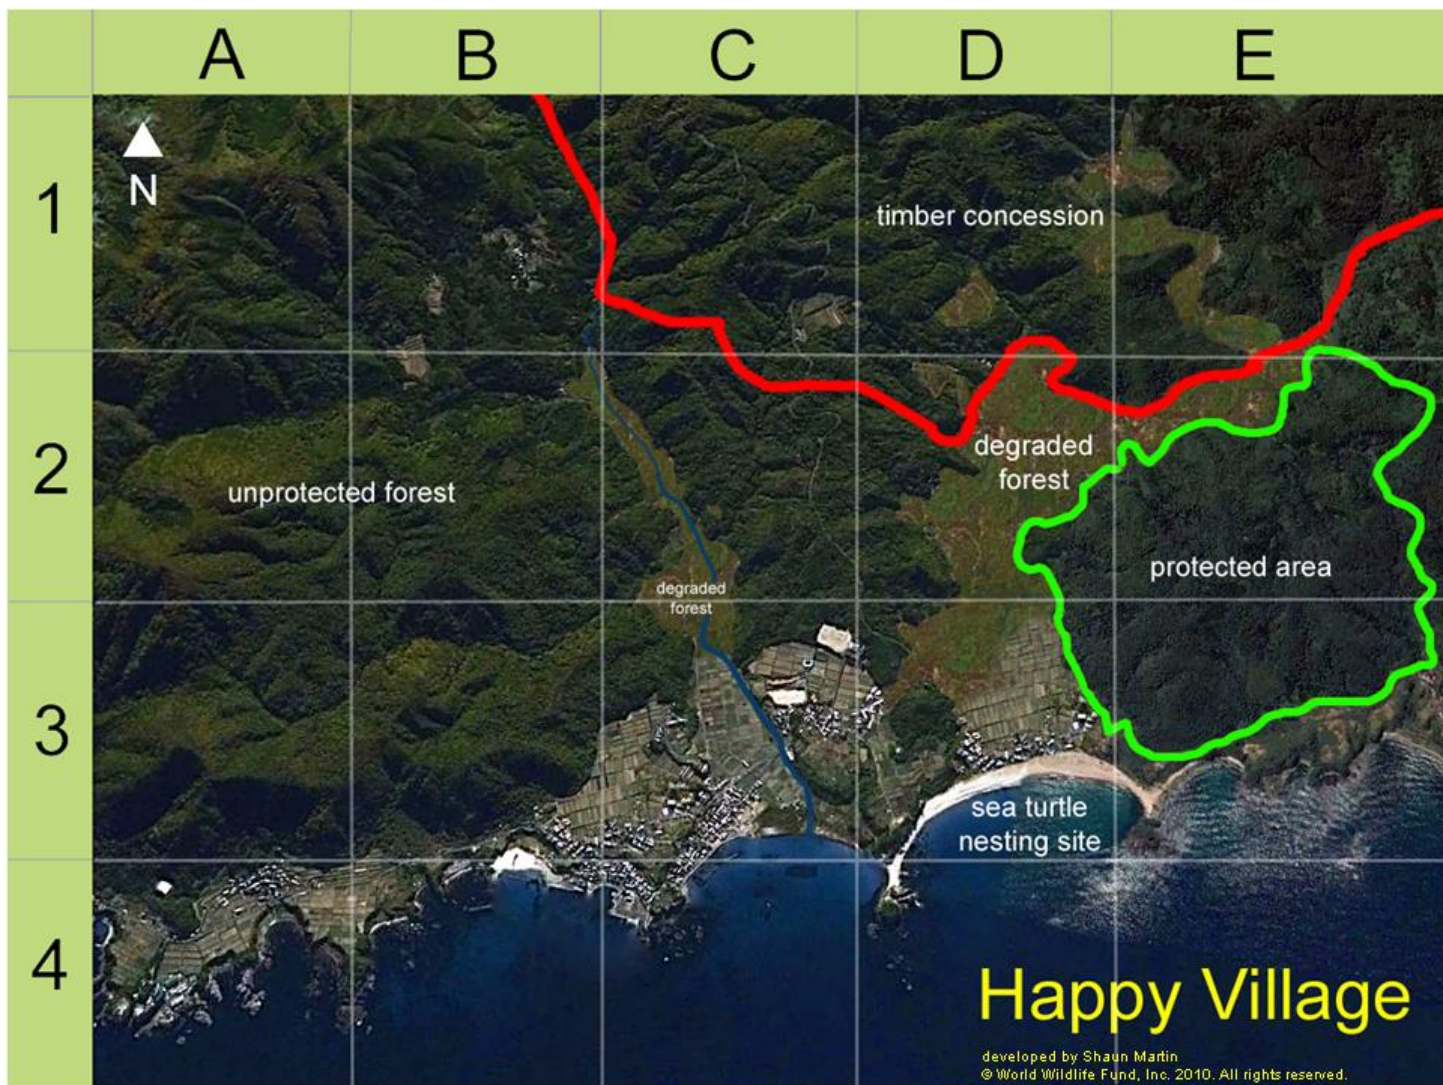 A B C D E
1
N
timber concession
2
degraded
forest
unprotected forest
protected area
degraded
forest
3
sea turtle
nesting site
4
Happy Village
developed by Shaun Martin
© World Wildlife Fund, Inc. 2010. All rights reserved.